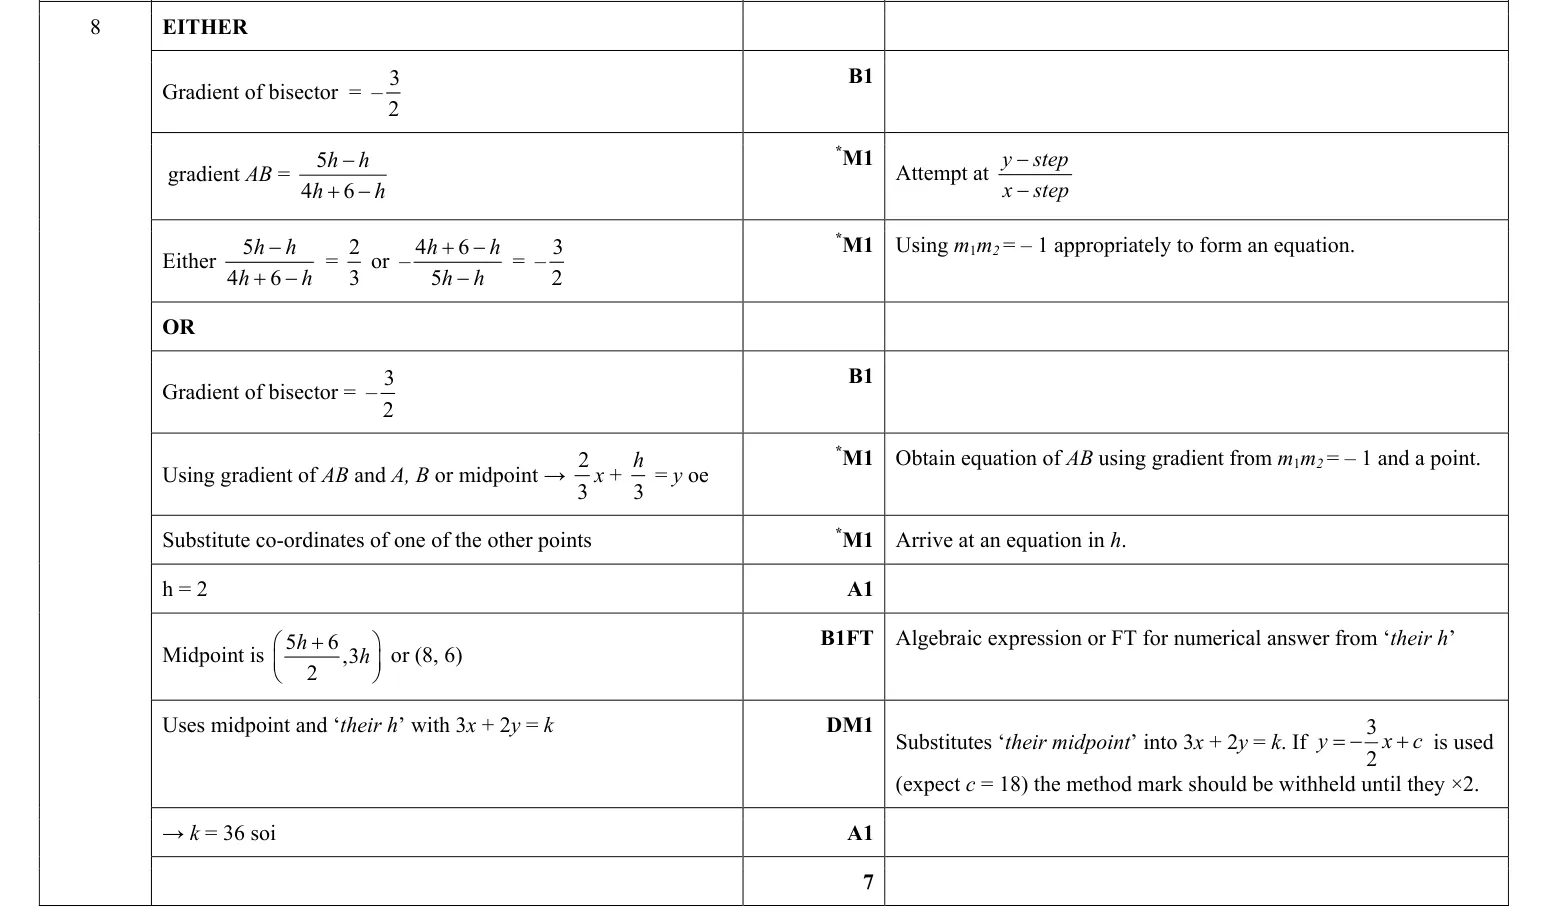 8 EITHER
Gradient of bisector = −3/2 B1
gradient AB = (5h − h)/(4h + 6 − h) *M1 Attempt at (y − step)/(x − step)
Either (5h − h)/(4h + 6 − h) = 2/3 or −(4h + 6 − h)/(5h − h) = −3/2 *M1 Using m₁m₂ = – 1 appropriately to form an equation.
OR
Gradient of bisector = −3/2 B1
Using gradient of AB and A, B or midpoint → 2/3 x + h/3 = y oe *M1 Obtain equation of AB using gradient from m₁m₂ = – 1 and a point.
Substitute co-ordinates of one of the other points *M1 Arrive at an equation in h.
h = 2 A1
Midpoint is ((5h + 6)/2, 3h) or (8, 6) B1FT Algebraic expression or FT for numerical answer from ‘their h’
Uses midpoint and ‘their h’ with 3x + 2y = k DM1 Substitutes ‘their midpoint’ into 3x + 2y = k. If y = −3/2 x + c is used
(expect c = 18) the method mark should be withheld until they ×2.
→ k = 36 soi A1
7